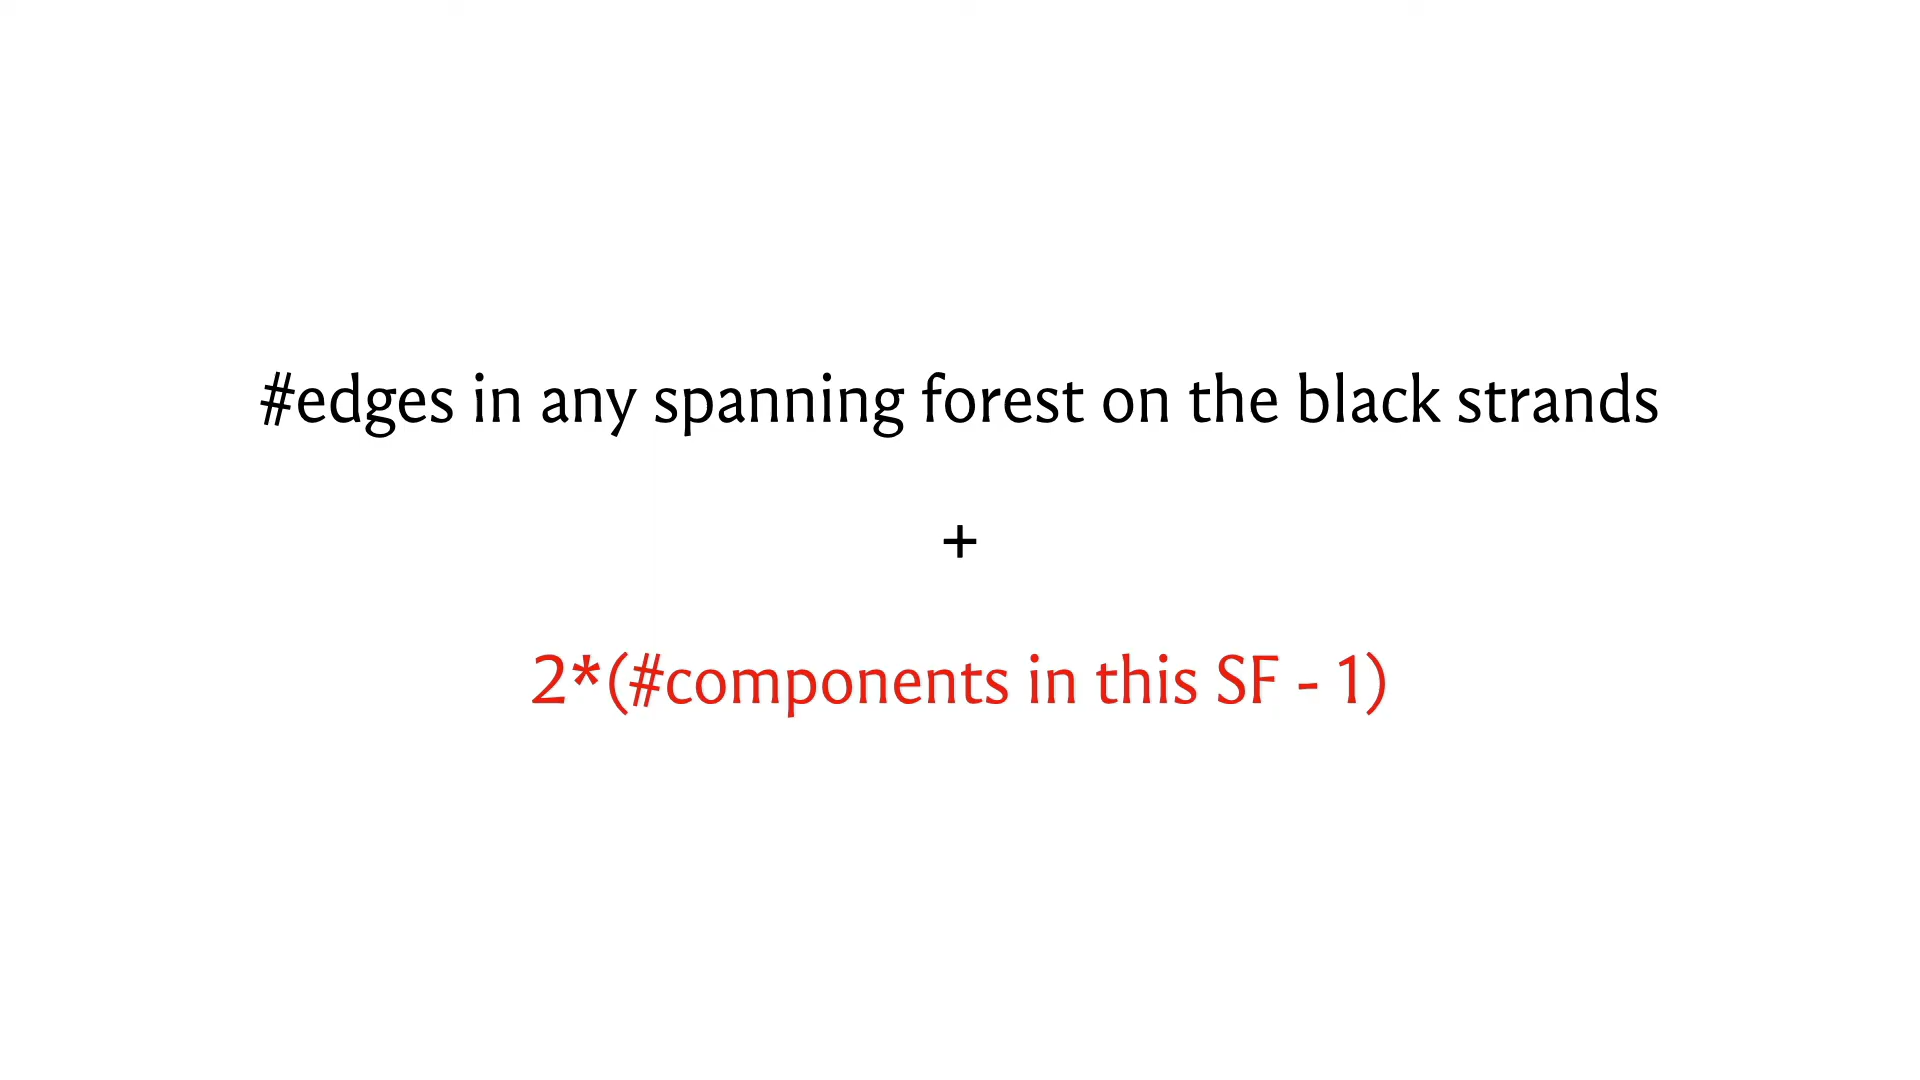 #edges in any spanning forest on the black strands
+
2*(#components in this SF - 1)